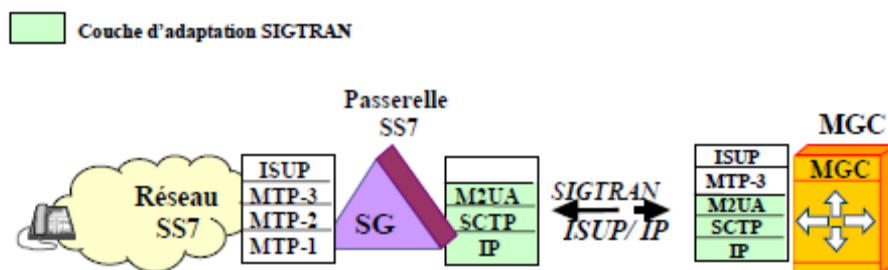 Couche d’adaptation SIGTRAN
Passerelle
SS7
MGC
Réseau
SS7
ISUP
MTP-3
MTP-2
MTP-1
SG
M2UA
SCTP
IP
SIGTRAN
ISUP/ IP
ISUP
MTP-3
M2UA
SCTP
IP
MGC